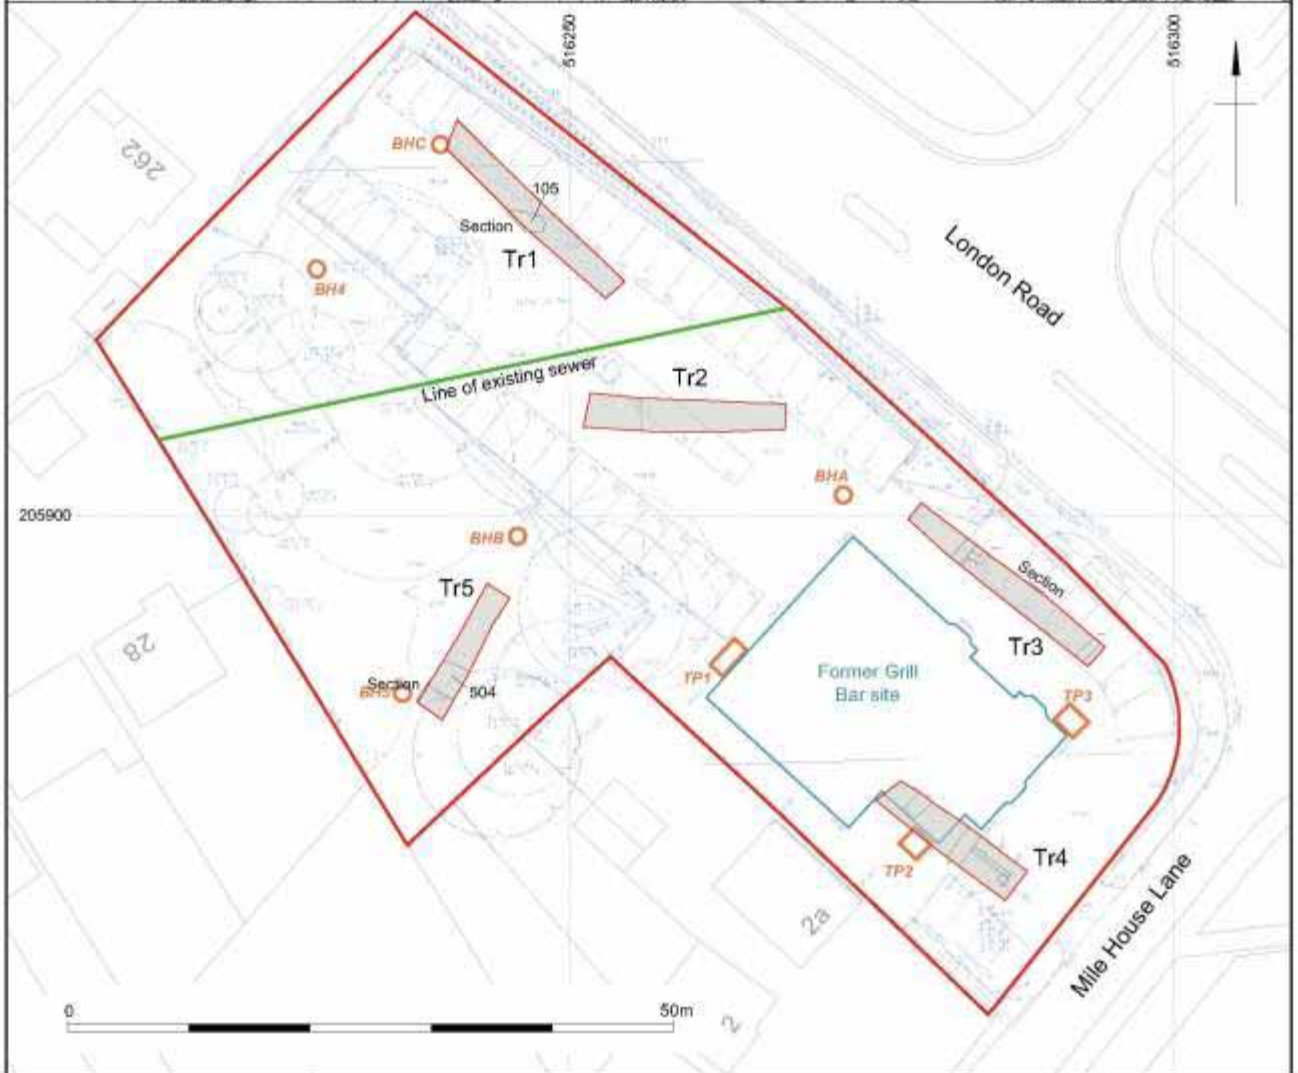 516250
516300
262
BHC
105
Section
Tr1
London Road
BH4
Line of existing sewer
Tr2
BHA
205900
BHB
Section
Tr5
28
Tr3
TP1
Former Grill
Bar site
TP3
Section
504
Tr4
TP2
2a
Mile House Lane
2
0
50m